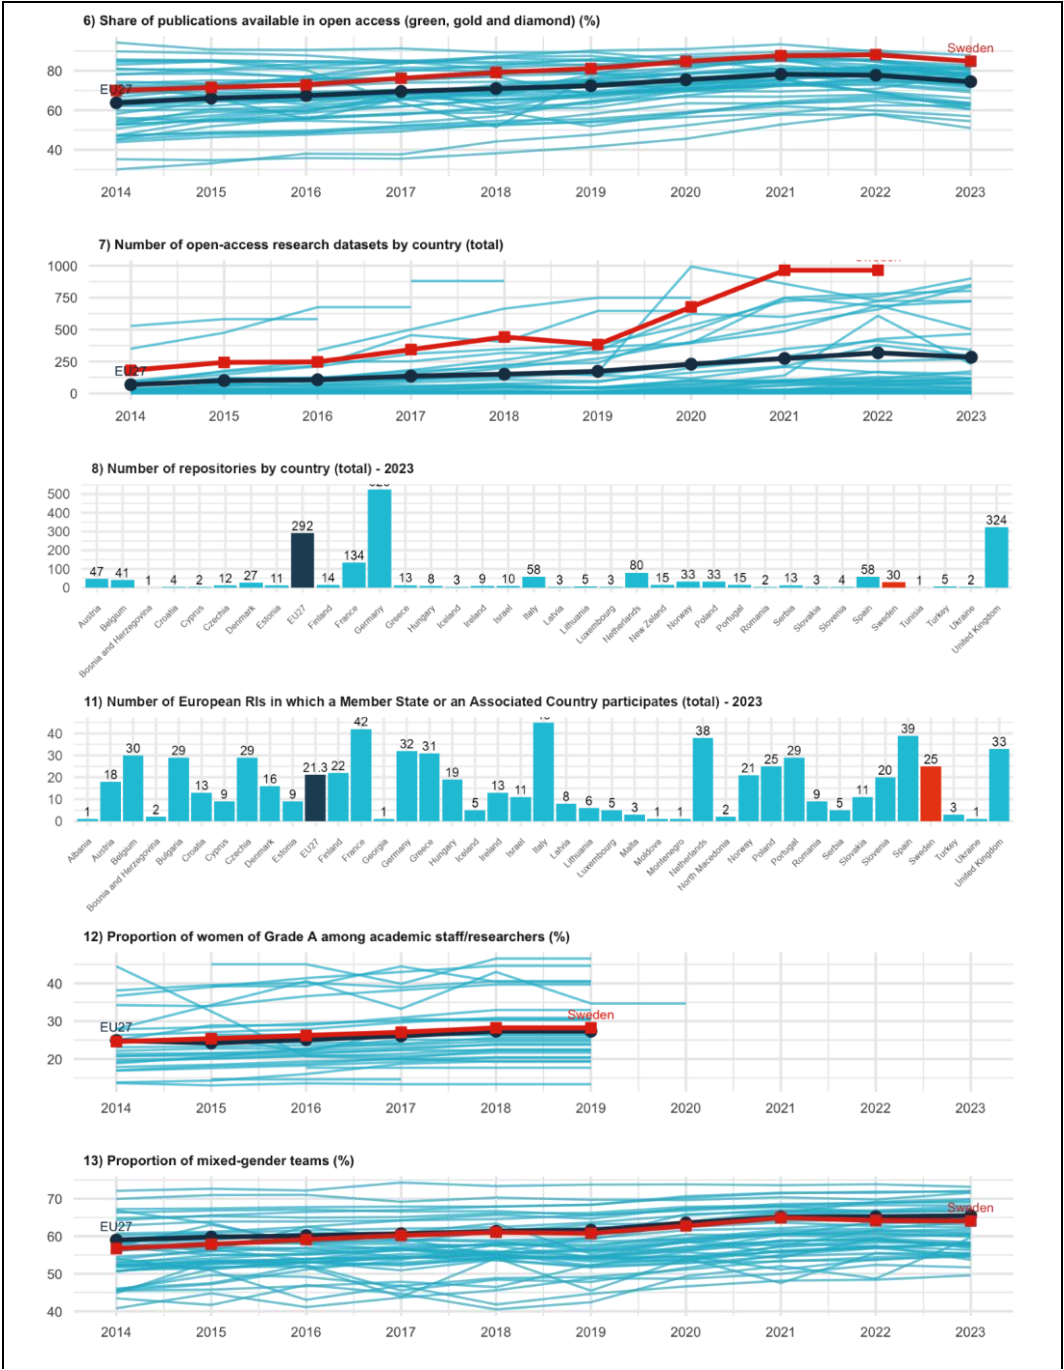 6) Share of publications available in open access (green, gold and diamond) (%)
Sweden
80
EU27
60
40
2014 2015 2016 2017 2018 2019 2020 2021 2022 2023
7) Number of open-access research datasets by country (total)
1000
750
500
250
EU27
0
2014 2015 2016 2017 2018 2019 2020 2021 2022 2023
8) Number of repositories by country (total) - 2023
500
400
300
200
100
0
47 41 1 4 2 12 27 11 292 14 134 13 8 3 9 10 58 3 5 3 80 15 33 33 15 2 13 3 4 58 30 1 5 2 324
Austria Belgium Bosnia and Herzegovina Croatia Cyprus Czechia Denmark Estonia EU27 Finland France Germany Greece Hungary Iceland Ireland Israel Italy Latvia Lithuania Luxembourg Netherlands New Zeland Norway Poland Portugal Romania Serbia Slovakia Slovenia Spain Sweden Tunisia Turkey Ukraine United Kingdom
11) Number of European RIs in which a Member State or an Associated Country participates (total) - 2023
40
30
20
10
0
1 18 30 2 29 13 9 29 16 9 21.3 22 42 1 32 31 19 5 13 11 8 6 5 3 1 1 38 2 21 25 29 9 5 11 20 39 25 3 1 33
Albania Austria Belgium Bosnia and Herzegovina Bulgaria Croatia Cyprus Czechia Denmark Estonia EU27 Finland France Georgia Germany Greece Hungary Iceland Ireland Israel Italy Latvia Lithuania Luxembourg Malta Moldova Montenegro Netherlands North Macedonia Norway Poland Portugal Romania Serbia Slovakia Slovenia Spain Sweden Turkey Ukraine United Kingdom
12) Proportion of women of Grade A among academic staff/researchers (%)
40
30
EU27
Sweden
20
2014 2015 2016 2017 2018 2019 2020 2021 2022 2023
13) Proportion of mixed-gender teams (%)
70
Sweden
EU27
60
50
40
2014 2015 2016 2017 2018 2019 2020 2021 2022 2023